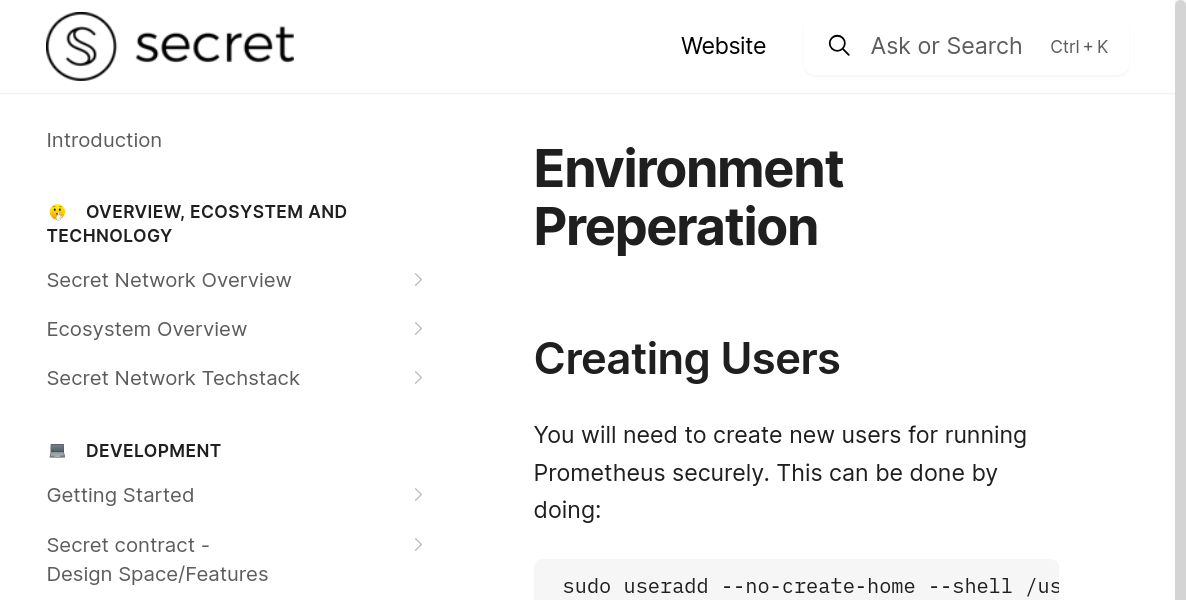 secret
Website
Ask or Search
Ctrl + K
Introduction
OVERVIEW, ECOSYSTEM AND
TECHNOLOGY
Secret Network Overview
Ecosystem Overview
Secret Network Techstack
DEVELOPMENT
Getting Started
Secret contract -
Design Space/Features
Environment
Preperation
Creating Users
You will need to create new users for running
Prometheus securely. This can be done by
doing:
sudo useradd --no-create-home --shell /us